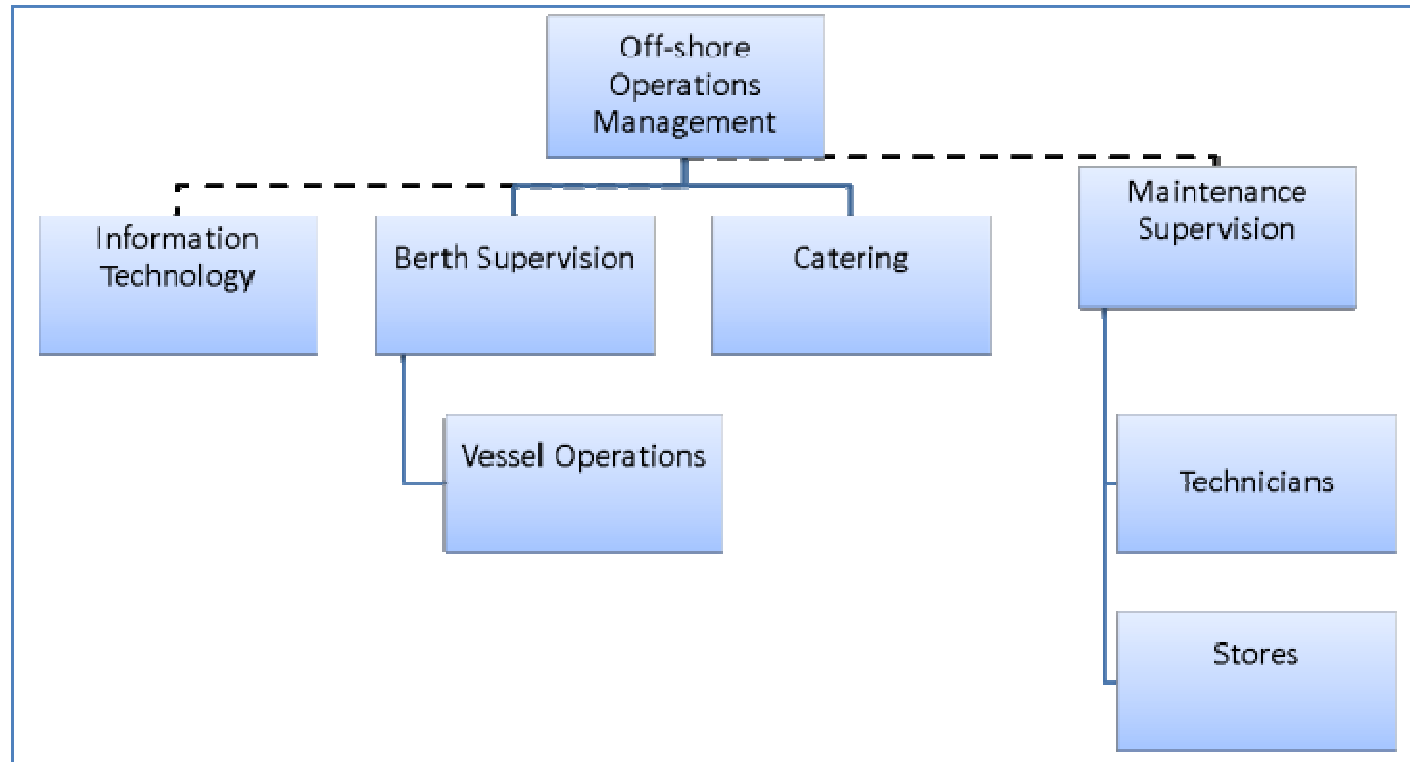 Off-shore
Operations
Management
Information
Technology
Berth Supervision
Catering
Maintenance
Supervision
Vessel Operations
Technicians
Stores